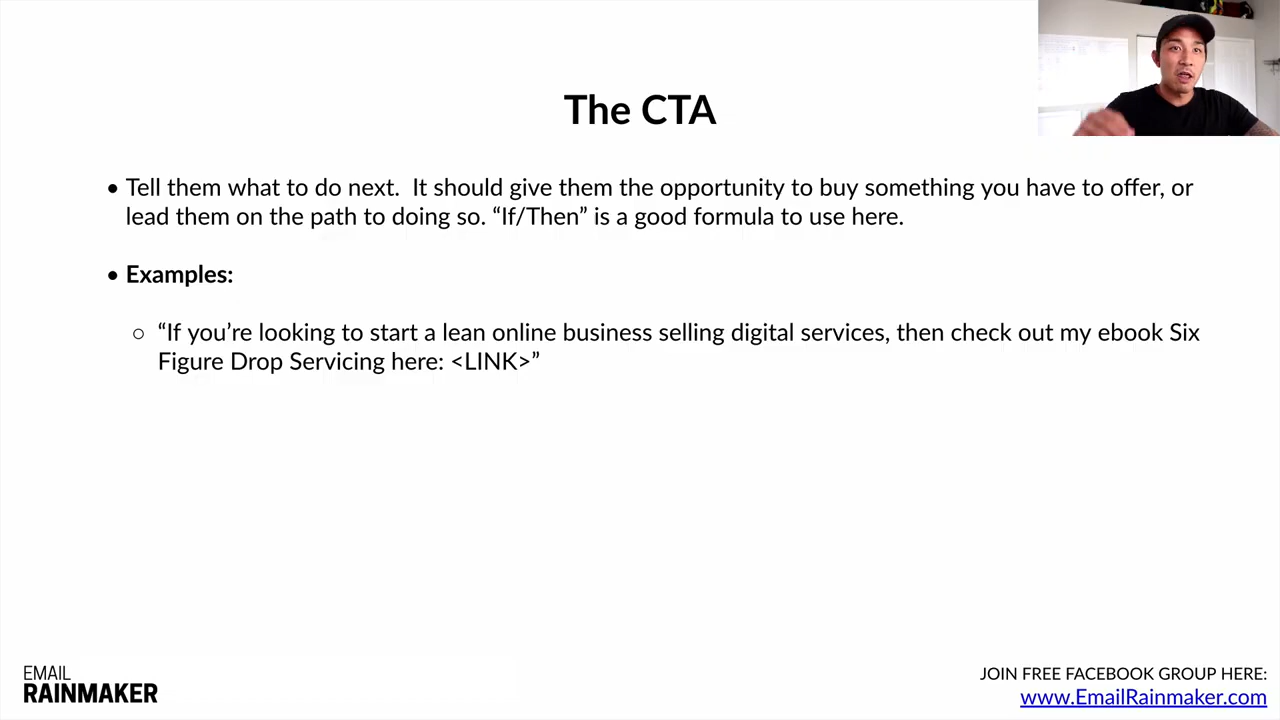 The CTA
• Tell them what to do next.  It should give them the opportunity to buy something you have to offer, or
lead them on the path to doing so. “If/Then” is a good formula to use here.
• Examples:
○ “If you’re looking to start a lean online business selling digital services, then check out my ebook Six
Figure Drop Servicing here: <LINK>”
EMAIL
RAINMAKER
JOIN FREE FACEBOOK GROUP HERE:
www.EmailRainmaker.com